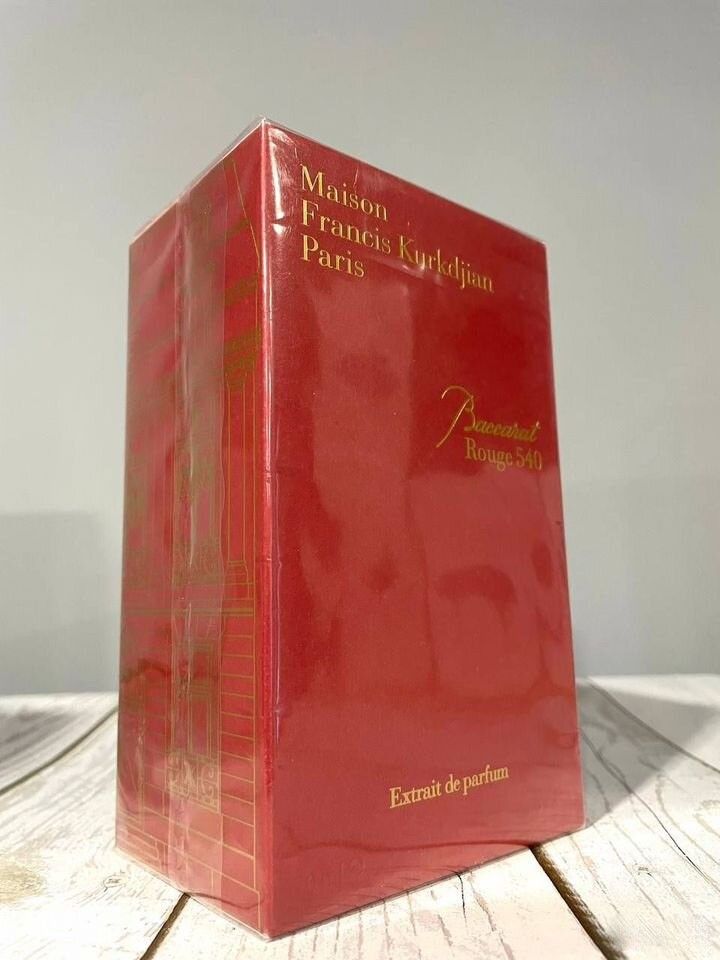 Maison
Francis Kurkdjian
Paris
Baccarat
Rouge 540
Extrait de parfum